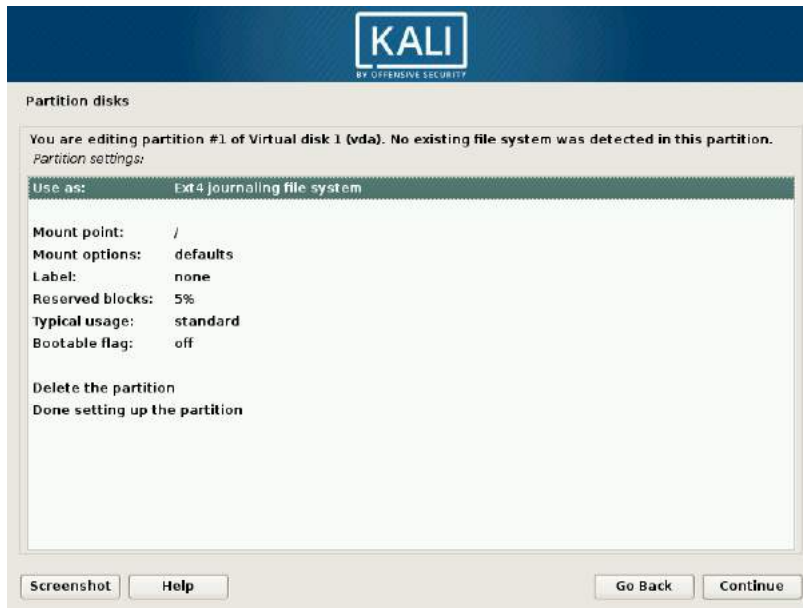 KALI
BY OFFENSIVE SECURITY
Partition disks
You are editing partition #1 of Virtual disk 1 (vda). No existing file system was detected in this partition.
Partition settings:
Use as: Ext4 journaling file system
Mount point: /
Mount options: defaults
Label: none
Reserved blocks: 5%
Typical usage: standard
Bootable flag: off
Delete the partition
Done setting up the partition
Screenshot Help Go Back Continue